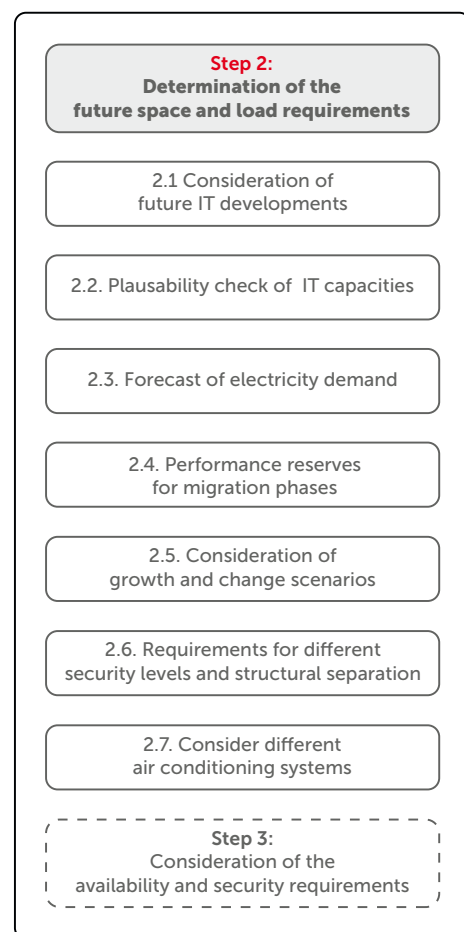 Step 2:
Determination of the
future space and load requirements
2.1 Consideration of
future IT developments
2.2. Plausability check of  IT capacities
2.3. Forecast of electricity demand
2.4. Performance reserves
for migration phases
2.5. Consideration of
growth and change scenarios
2.6. Requirements for different
security levels and structural separation
2.7. Consider different
air conditioning systems
Step 3:
Consideration of the
availability and security requirements